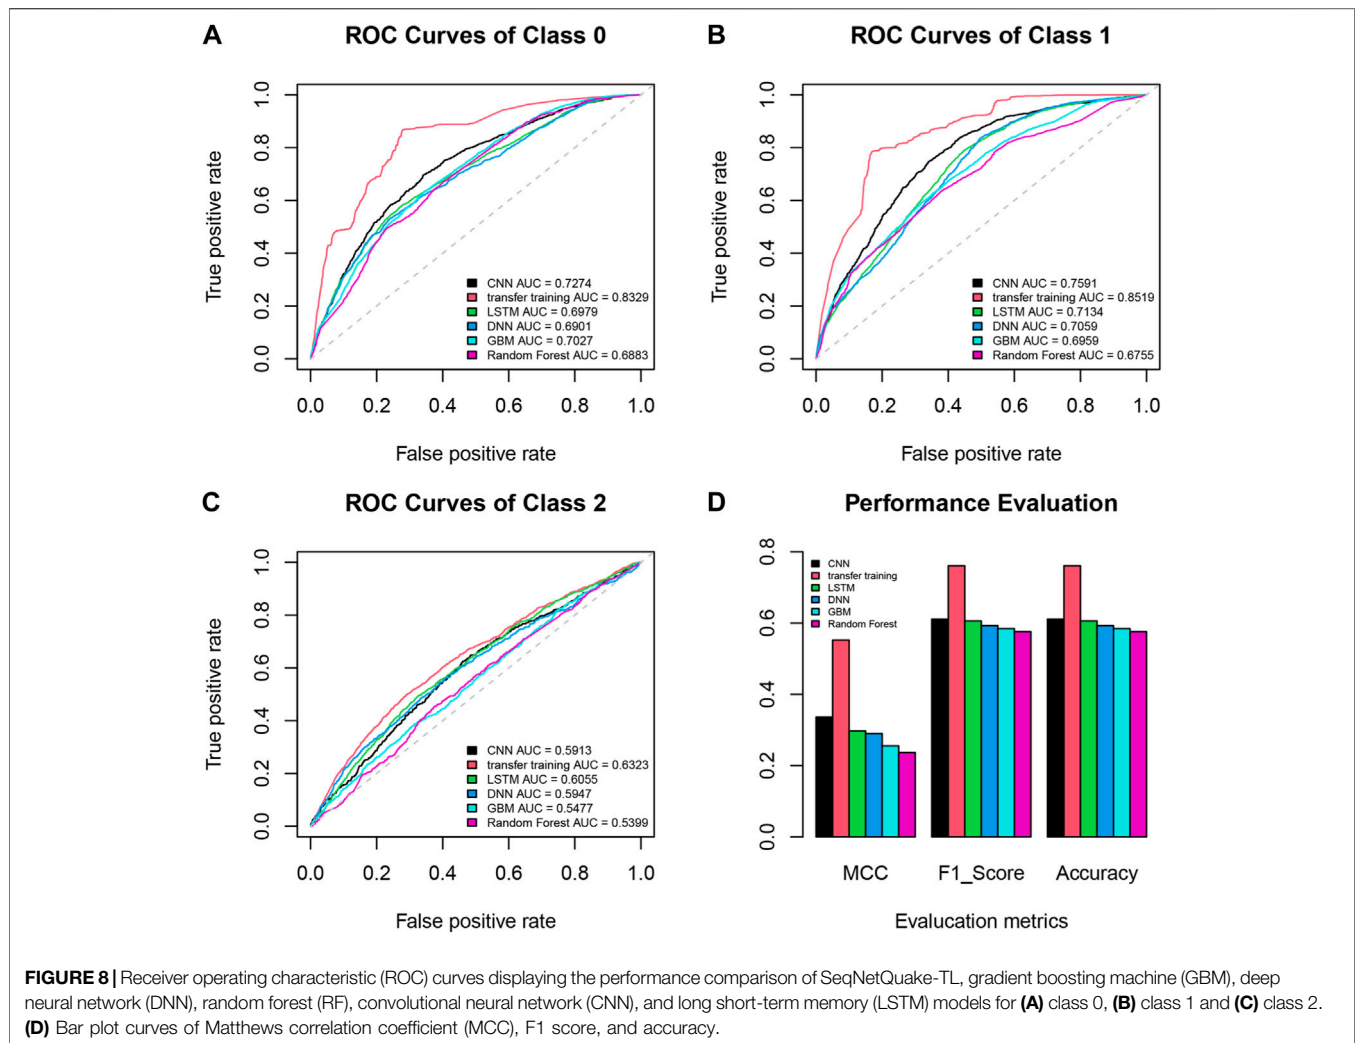 A
ROC Curves of Class 0
True positive rate
1.0
0.8
0.6
0.4
0.2
0.0
CNN AUC = 0.7274
transfer training AUC = 0.8329
LSTM AUC = 0.6979
DNN AUC = 0.6901
GBM AUC = 0.7027
Random Forest AUC = 0.6883
0.0 0.2 0.4 0.6 0.8 1.0
False positive rate
B
ROC Curves of Class 1
True positive rate
1.0
0.8
0.6
0.4
0.2
0.0
CNN AUC = 0.7591
transfer training AUC = 0.8519
LSTM AUC = 0.7134
DNN AUC = 0.7059
GBM AUC = 0.6959
Random Forest AUC = 0.6755
0.0 0.2 0.4 0.6 0.8 1.0
False positive rate
C
ROC Curves of Class 2
True positive rate
1.0
0.8
0.6
0.4
0.2
0.0
CNN AUC = 0.5913
transfer training AUC = 0.6323
LSTM AUC = 0.6055
DNN AUC = 0.5947
GBM AUC = 0.5477
Random Forest AUC = 0.5399
0.0 0.2 0.4 0.6 0.8 1.0
False positive rate
D
Performance Evaluation
0.8
0.6
0.4
0.2
0.0
CNN
transfer training
LSTM
DNN
GBM
Random Forest
MCC F1_Score Accuracy
Evalucation metrics
FIGURE 8 | Receiver operating characteristic (ROC) curves displaying the performance comparison of SeqNetQuake-TL, gradient boosting machine (GBM), deep
neural network (DNN), random forest (RF), convolutional neural network (CNN), and long short-term memory (LSTM) models for (A) class 0, (B) class 1 and (C) class 2.
(D) Bar plot curves of Matthews correlation coefficient (MCC), F1 score, and accuracy.